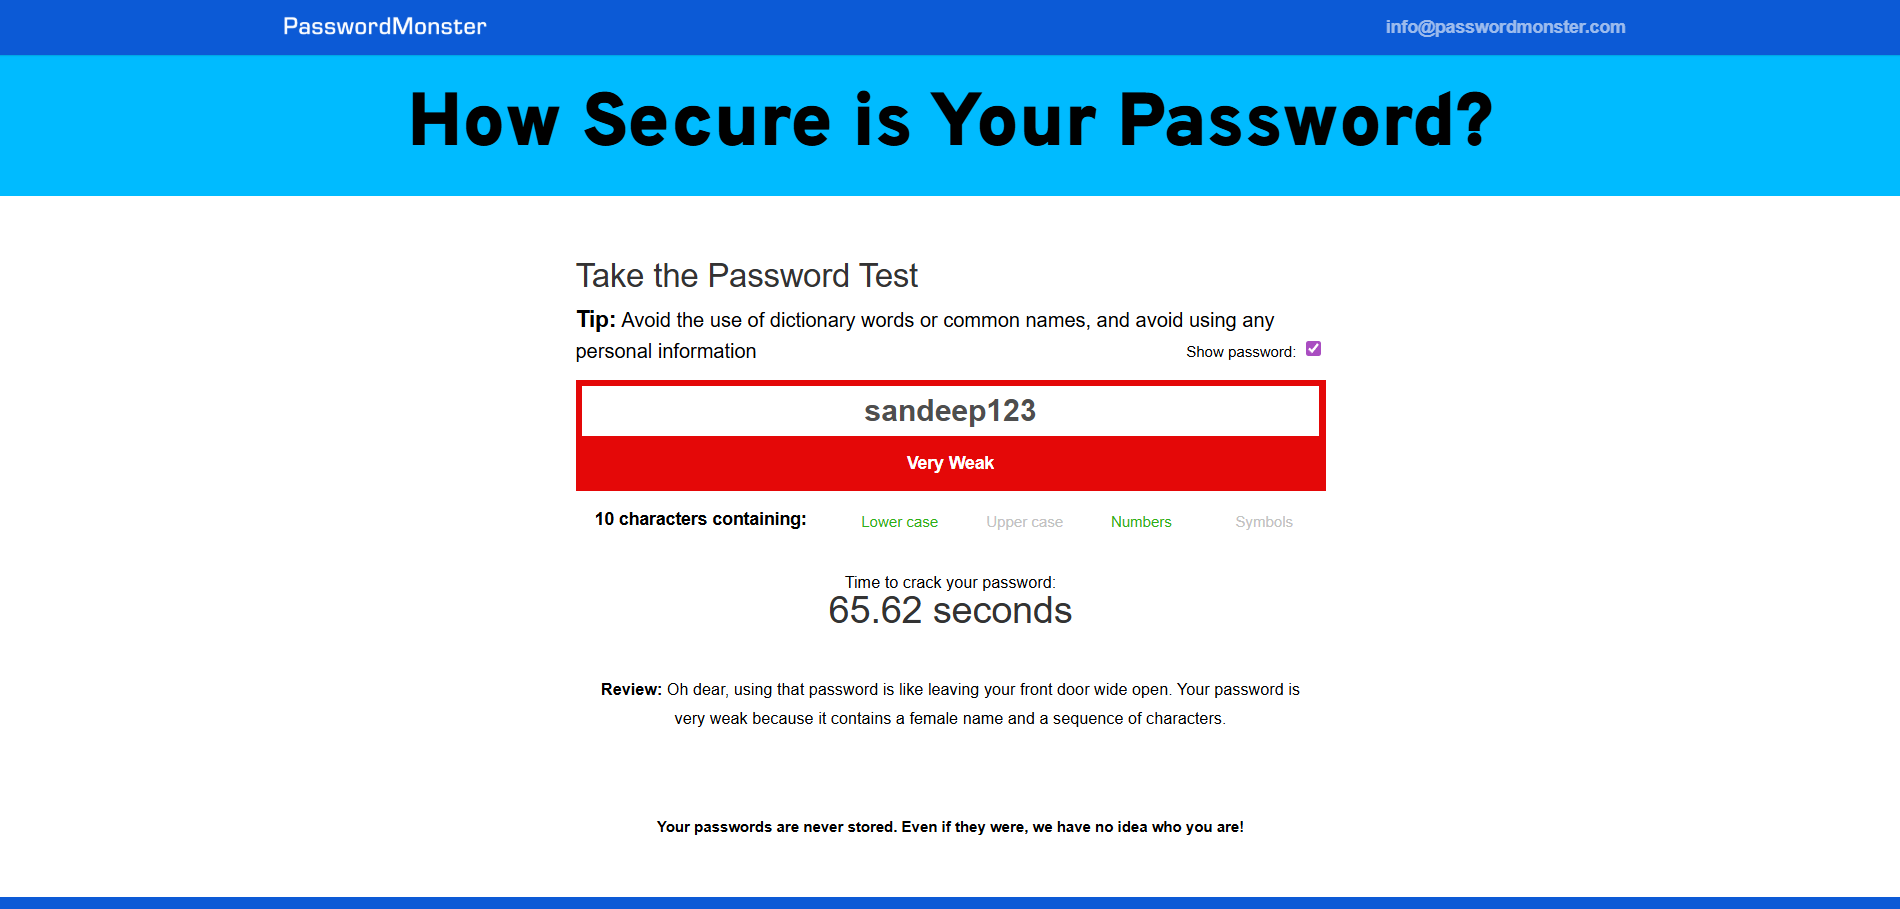 PasswordMonster
info@passwordmonster.com
How Secure is Your Password?
Take the Password Test
Tip: Avoid the use of dictionary words or common names, and avoid using any
personal information
Show password:
sandeep123
Very Weak
10 characters containing:
Lower case
Upper case
Numbers
Symbols
Time to crack your password:
65.62 seconds
Review: Oh dear, using that password is like leaving your front door wide open. Your password is
very weak because it contains a female name and a sequence of characters.
Your passwords are never stored. Even if they were, we have no idea who you are!